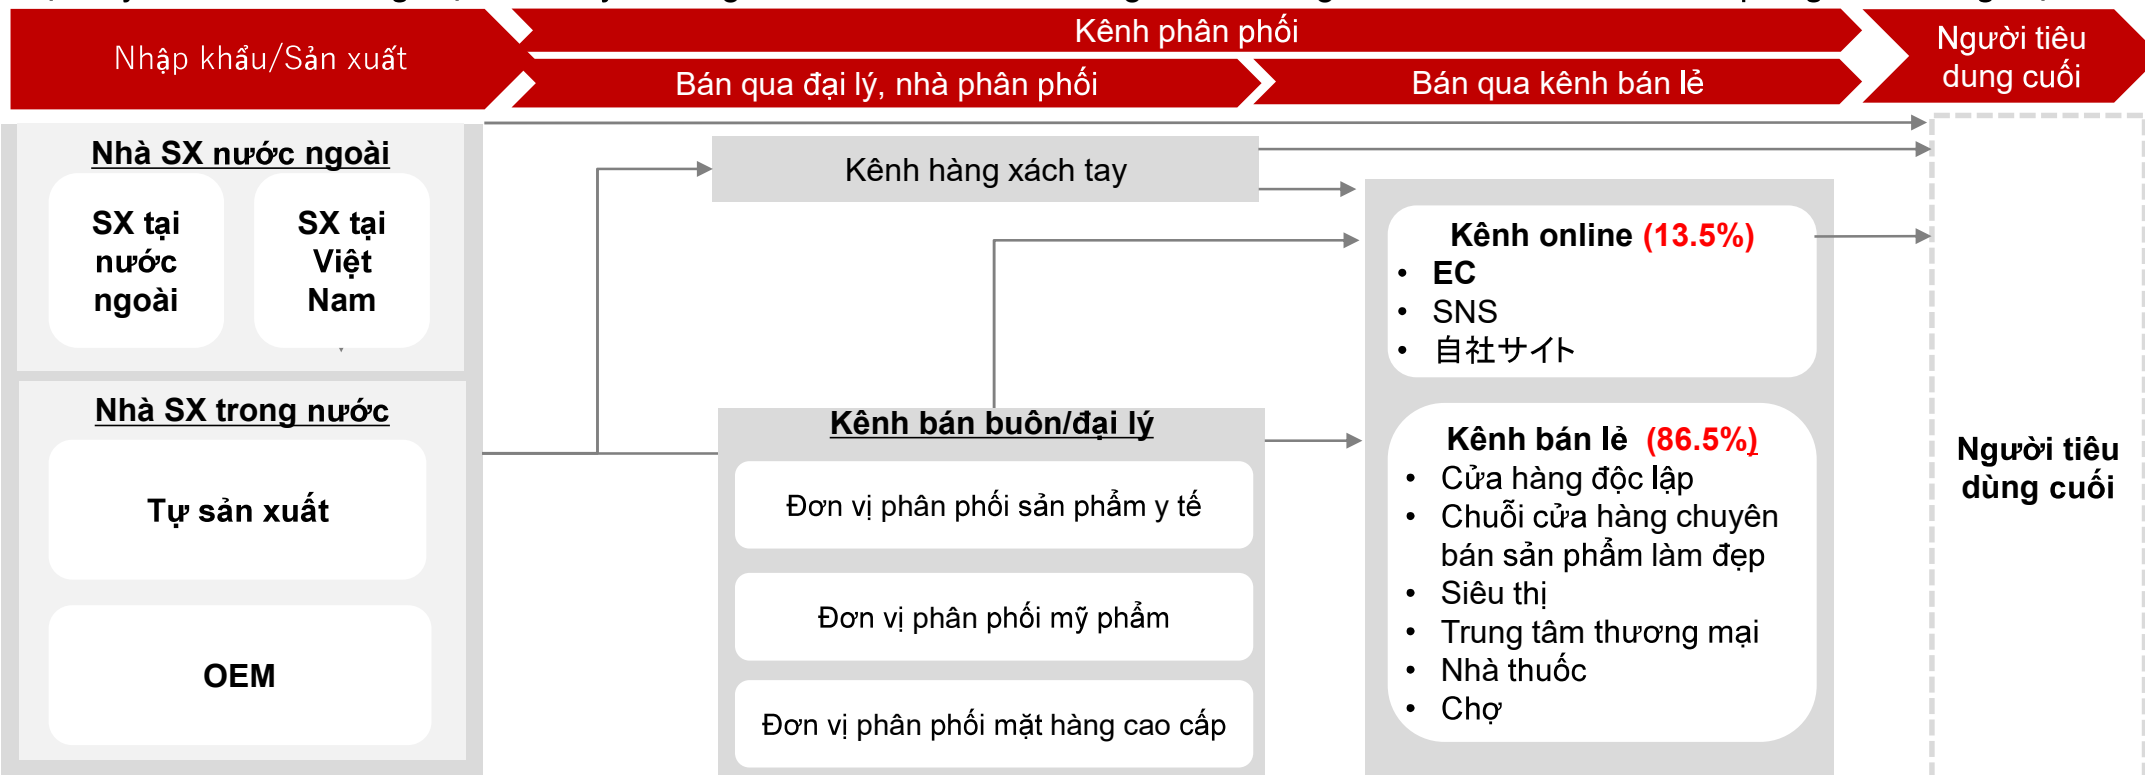 Nhập khẩu/Sản xuất
Kênh phân phối
Bán qua đại lý, nhà phân phối
Bán qua kênh bán lẻ
Người tiêu
dung cuối
Nhà SX nước ngoài
SX tại
nước
ngoài
SX tại
Việt
Nam
Nhà SX trong nước
Tự sản xuất
OEM
Kênh hàng xách tay
Kênh bán buôn/đại lý
Đơn vị phân phối sản phẩm y tế
Đơn vị phân phối mỹ phẩm
Đơn vị phân phối mặt hàng cao cấp
Kênh online (13.5%)
• EC
• SNS
• 自社サイト
Kênh bán lẻ (86.5%)
• Cửa hàng độc lập
• Chuỗi cửa hàng chuyên
bán sản phẩm làm đẹp
• Siêu thị
• Trung tâm thương mại
• Nhà thuốc
• Chợ
Người tiêu
dùng cuối